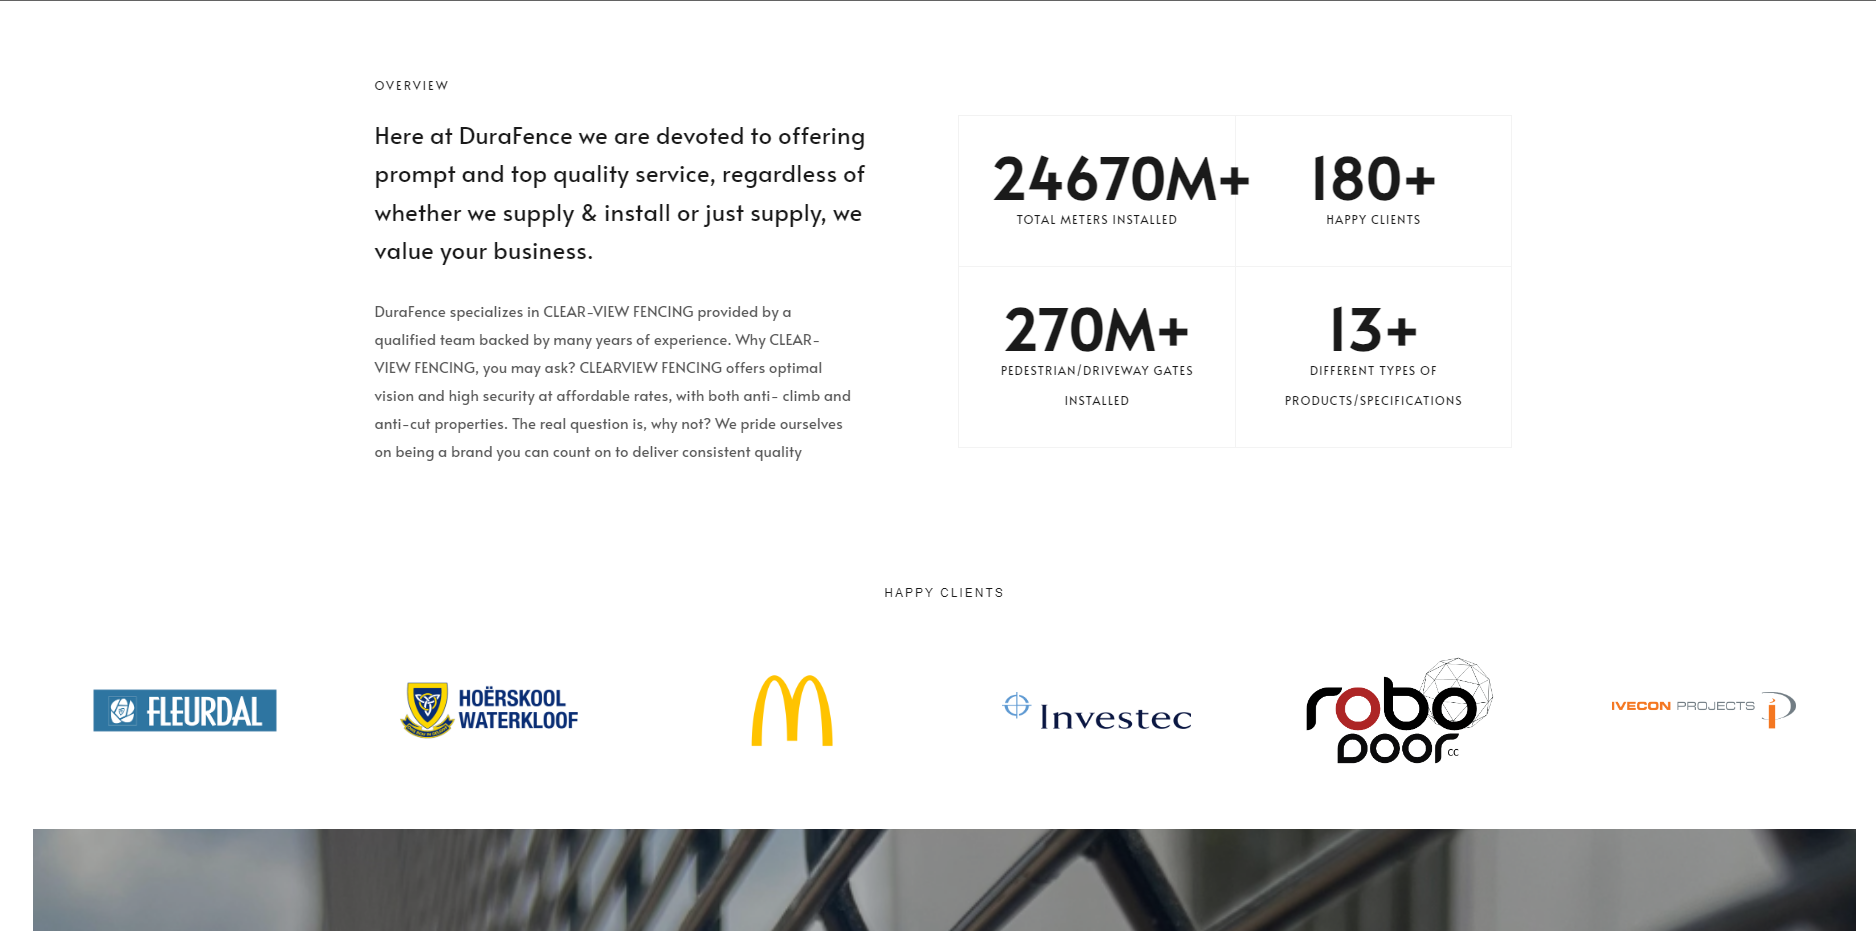 OVERVIEW
Here at DuraFence we are devoted to offering
prompt and top quality service, regardless of
whether we supply & install or just supply, we
value your business.
DuraFence specializes in CLEAR-VIEW FENCING provided by a
qualified team backed by many years of experience. Why CLEAR-
VIEW FENCING, you may ask? CLEARVIEW FENCING offers optimal
vision and high security at affordable rates, with both anti- climb and
anti-cut properties. The real question is, why not? We pride ourselves
on being a brand you can count on to deliver consistent quality
24670M+
TOTAL METERS INSTALLED
180+
HAPPY CLIENTS
270M+
PEDESTRIAN/DRIVEWAY GATES
INSTALLED
13+
DIFFERENT TYPES OF
PRODUCTS/SPECIFICATIONS
HAPPY CLIENTS
FLEURDAL
HOËRSKOOL
WATERKLOOF
Investec
robo
DOOR CC
IVECON PROJECTS